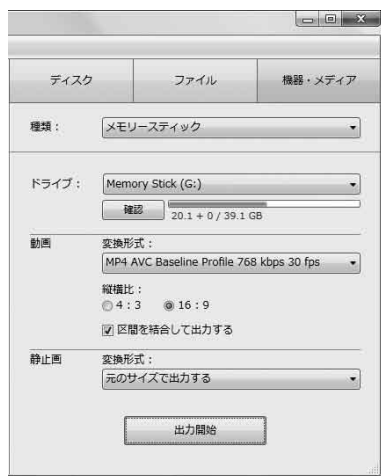 ディスク ファイル 機器・メディア
種類： メモリースティック
ドライブ： Memory Stick (G:)
確認 20.1 + 0 / 39.1 GB
動画 変換形式：
MP4 AVC Baseline Profile 768 kbps 30 fps
縦横比：
4：3 16：9
区間を結合して出力する
静止画 変換形式：
元のサイズで出力する
出力開始